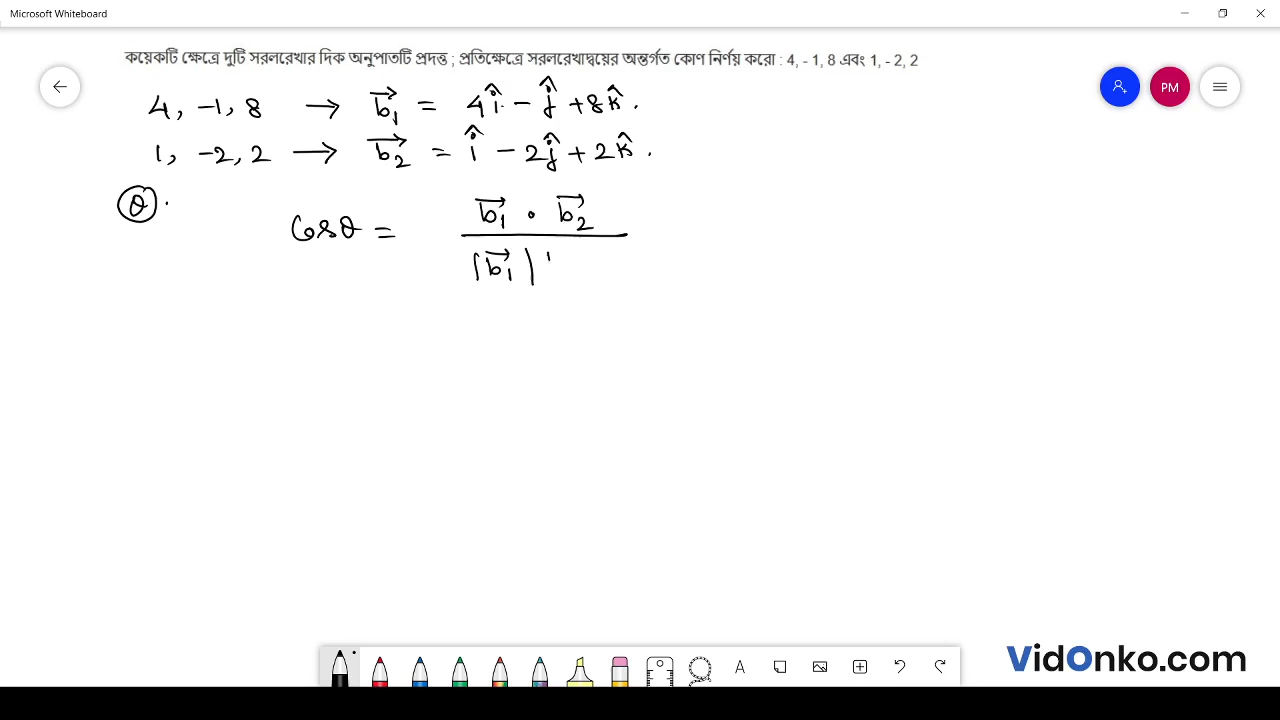 Microsoft Whiteboard
কয়েকটি ক্ষেত্রে দুটি সরলরেখার দিক অনুপাতটি প্রদত্ত ; প্রতিক্ষেত্রে সরলরেখাদ্বয়ের অন্তর্গত কোণ নির্ণয় করো : 4, - 1, 8 এবং 1, - 2, 2
PM
4, -1, 8 → b⃗₁ = 4î - ĵ + 8k̂.
1, -2, 2 → b⃗₂ = î - 2ĵ + 2k̂.
θ.
Cosθ = b⃗₁ • b⃗₂
|b⃗₁| '
A
VidOnko.com